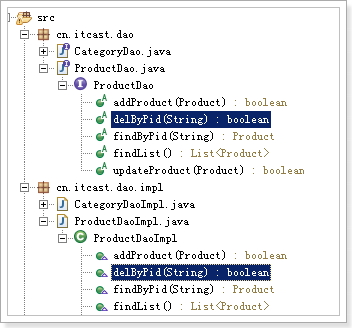 src
cn.itcast.dao
CategoryDao.java
ProductDao.java
ProductDao
addProduct(Product) : boolean
delByPid(String) : boolean
findByPid(String) : Product
findList() : List<Product>
updateProduct(Product) : boolean
cn.itcast.dao.impl
CategoryDaoImpl.java
ProductDaoImpl.java
ProductDaoImpl
addProduct(Product) : boolean
delByPid(String) : boolean
findByPid(String) : Product
findList() : List<Product>